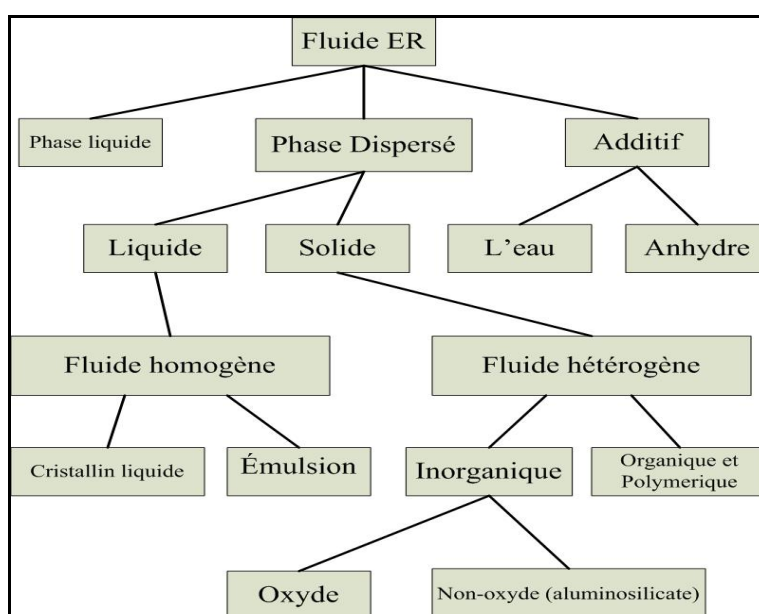 Fluide ER
Phase liquide
Phase Dispersé
Additif
Liquide
Solide
L'eau
Anhydre
Fluide homogène
Fluide hétérogène
Cristallin liquide
Émulsion
Inorganique
Organique et
Polymerique
Oxyde
Non-oxyde (aluminosilicate)